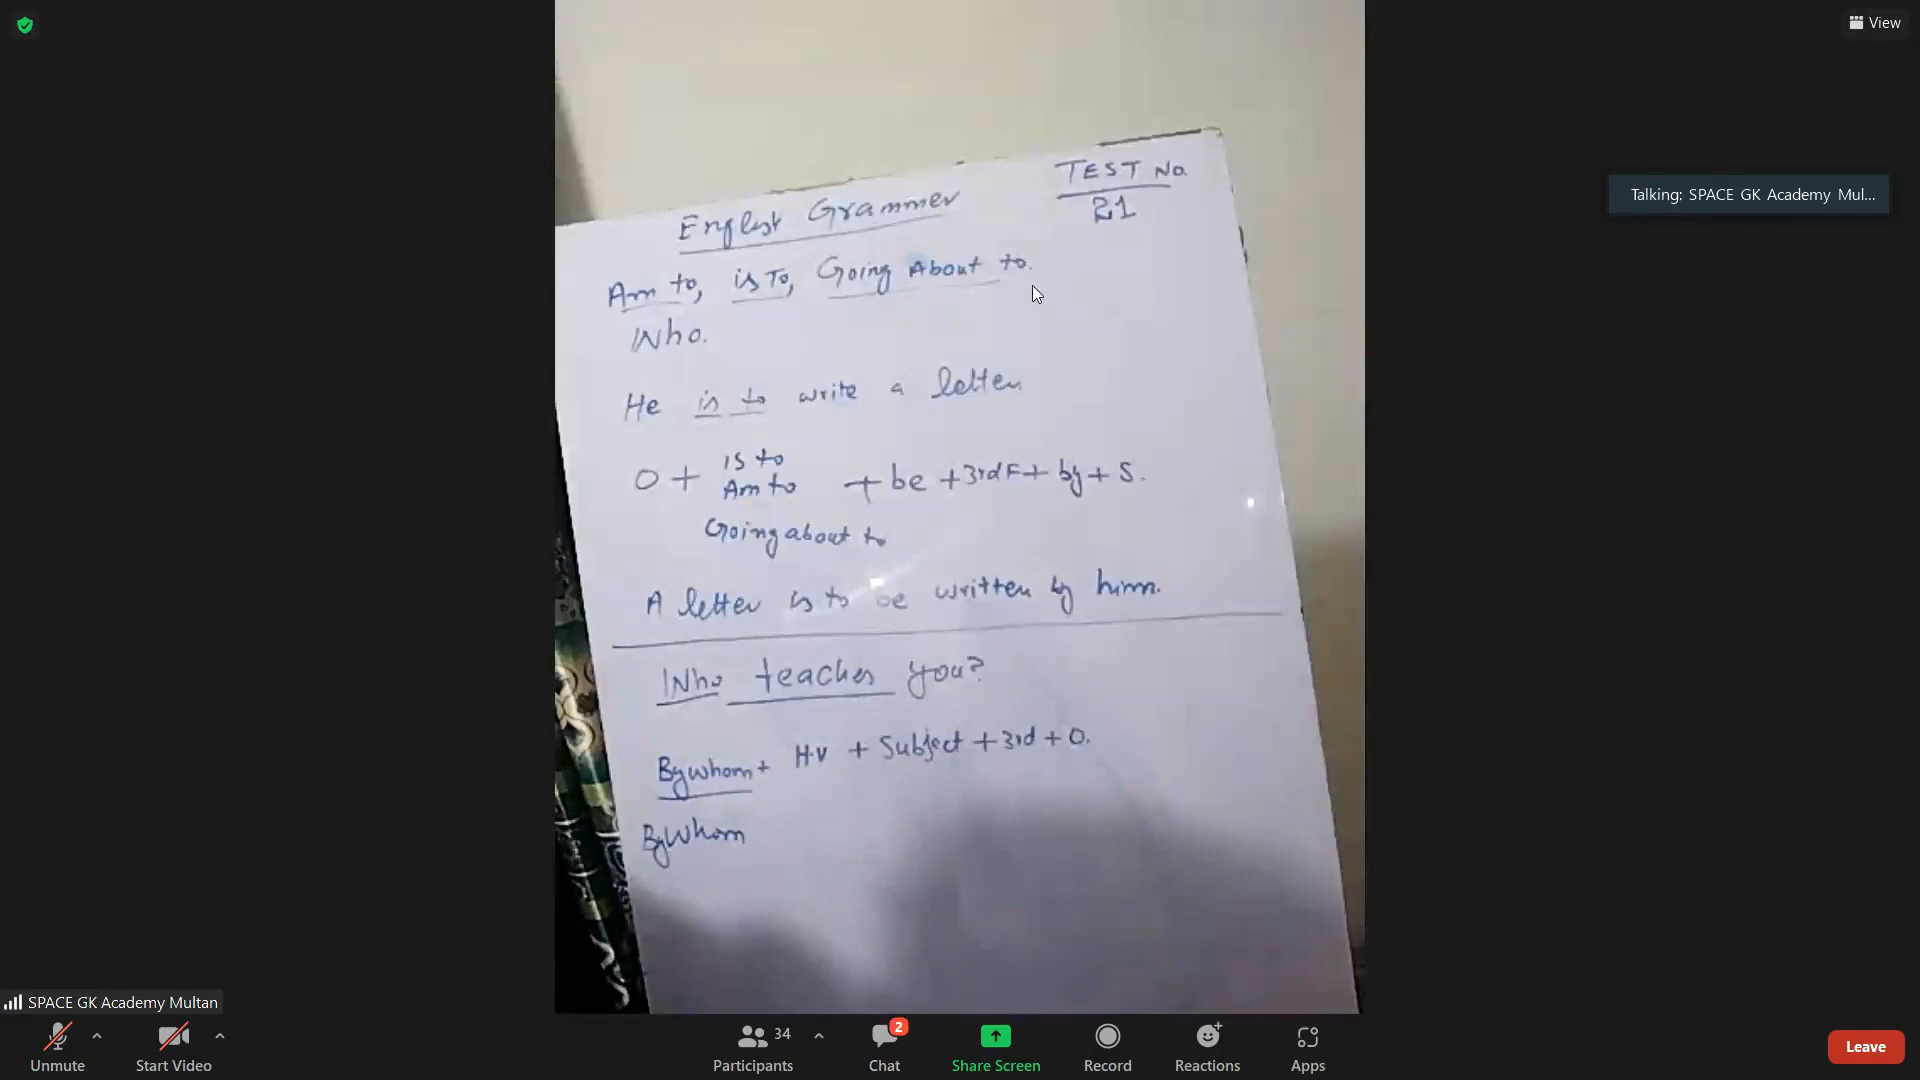 View
Talking: SPACE GK Academy Mul...
TEST No.
21
English Grammer
Am to, is To, Going About to.
Who.
He is to write a letter
O + is to + be + 3rd F + by + S.
Am to
Going about to
A letter is to be written by him.
Who teaches you?
By whom + H.V + Subject + 3rd + O.
By Whom
SPACE GK Academy Multan
Unmute
Start Video
34
Participants
2
Chat
Share Screen
Record
Reactions
Apps
Leave